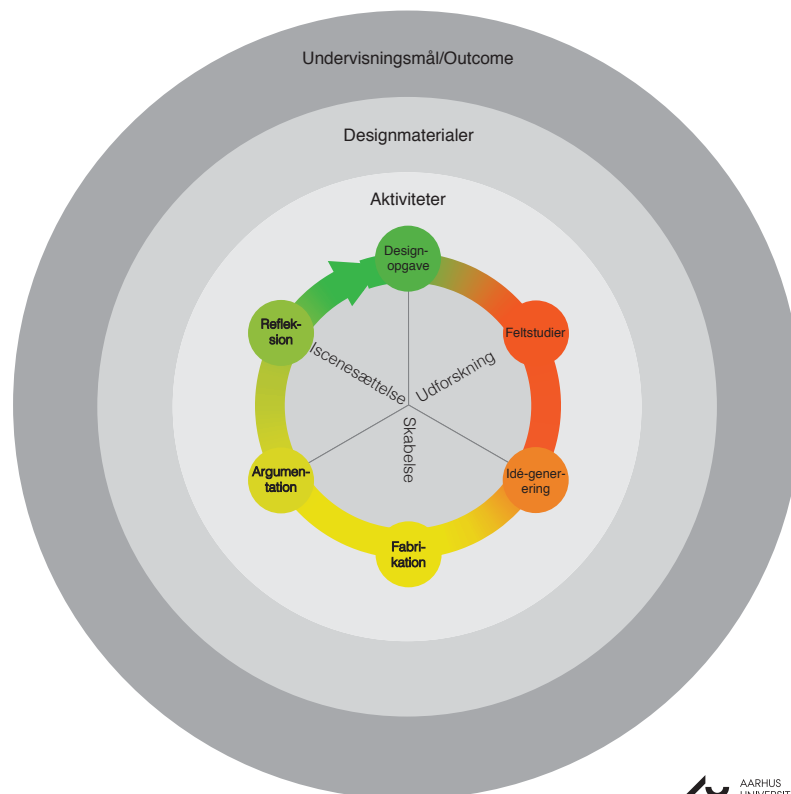 Undervisningsmål/Outcome
Designmaterialer
Aktiviteter
Design-
opgave
Reflek-
sion
Feltstudier
Iscenesættelse
Udforskning
Skabelse
Argumen-
tation
Idé-gener-
ering
Fabri-
kation
AARHUS
UNIVERSIT